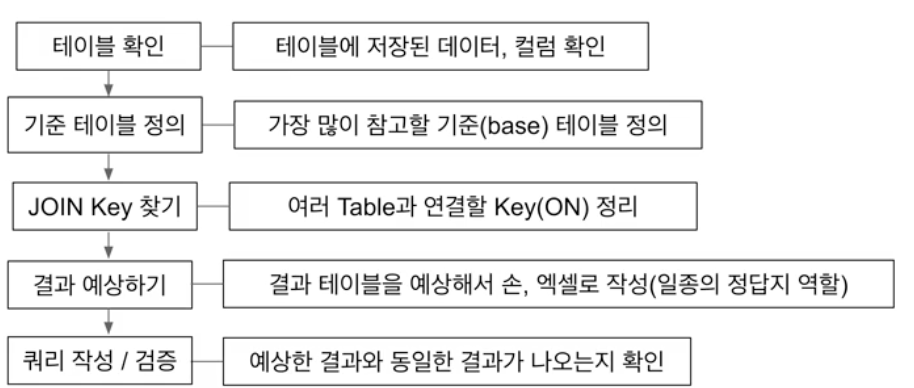 테이블 확인
테이블에 저장된 데이터, 컬럼 확인
기준 테이블 정의
가장 많이 참고할 기준(base) 테이블 정의
JOIN Key 찾기
여러 Table과 연결할 Key(ON) 정리
결과 예상하기
결과 테이블을 예상해서 손, 엑셀로 작성(일종의 정답지 역할)
쿼리 작성 / 검증
예상한 결과와 동일한 결과가 나오는지 확인